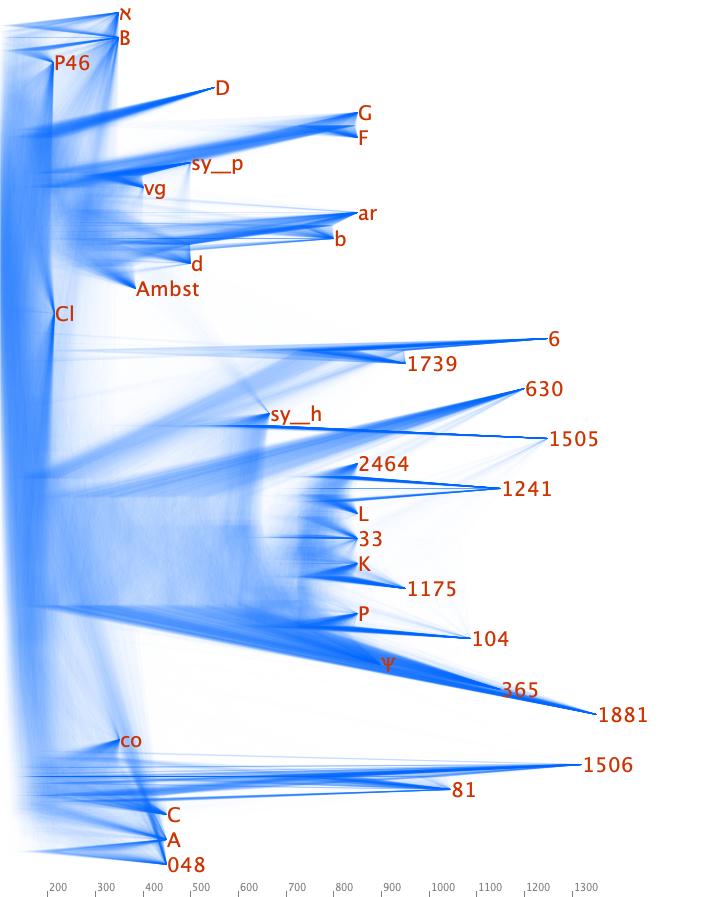 א
B
P46
D
G
F
sy__p
vg
ar
b
d
Ambst
Cl
6
1739
630
sy__h
1505
2464
1241
L
33
K
1175
P
104
Ψ
365
1881
co
1506
81
C
A
048
200 300 400 500 600 700 800 900 1000 1100 1200 1300